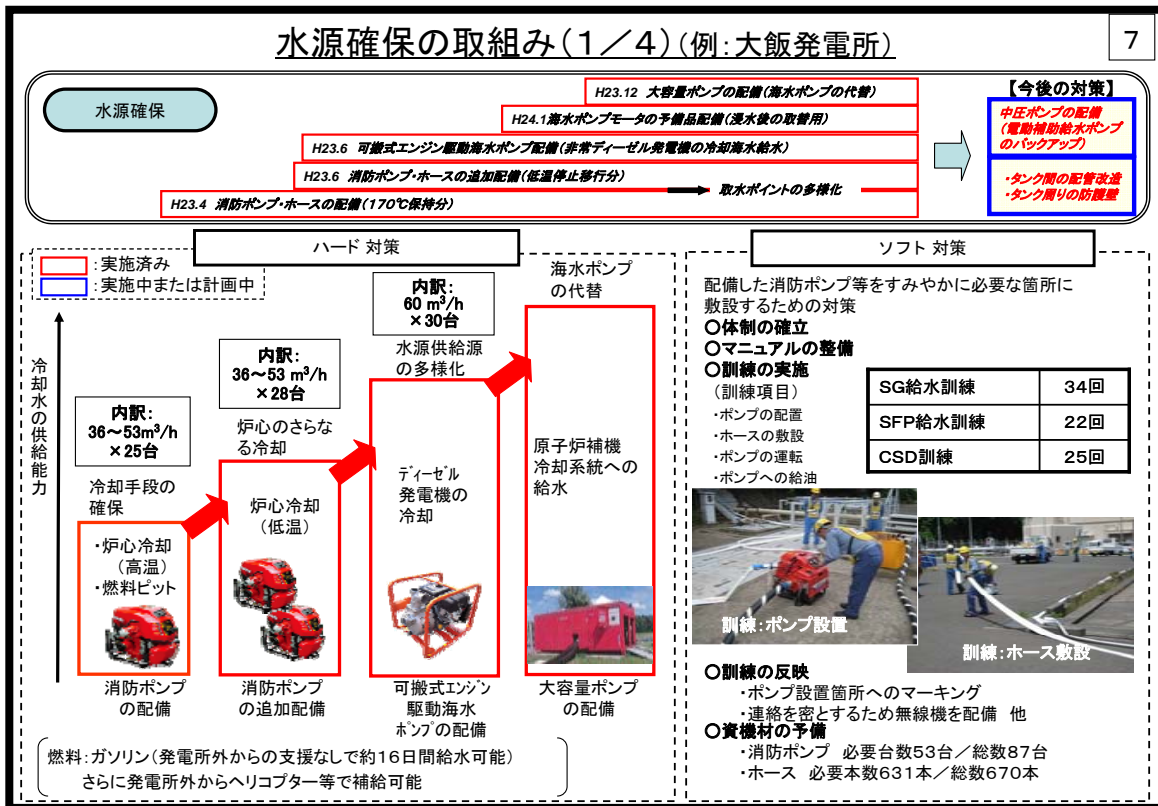 水源確保の取組み(1/4)(例:大飯発電所)
7
水源確保
H23.12 大容量ポンプの配備(海水ポンプの代替)
H24.1海水ポンプモータの予備品配備(浸水後の取替用)
H23.6 可搬式エンジン駆動海水ポンプ配備(非常ディーゼル発電機の冷却海水給水)
H23.6 消防ポンプ・ホースの追加配備(低温停止移行分)
取水ポイントの多様化
H23.4 消防ポンプ・ホースの配備(170℃保持分)
【今後の対策】
中圧ポンプの配備
(電動補助給水ポンプ
のバックアップ)
・タンク間の配管改造
・タンク周りの防護壁
ハード 対策
:実施済み
:実施中または計画中
冷却水の供給能力
内訳:
36~53m³/h
×25台
冷却手段の
確保
・炉心冷却
(高温)
・燃料ピット
消防ポンプ
の配備
内訳:
36~53 m³/h
×28台
炉心のさらな
る冷却
炉心冷却
(低温)
消防ポンプ
の追加配備
内訳:
60 m³/h
×30台
水源供給源
の多様化
ディーゼル
発電機の
冷却
可搬式エンジン
駆動海水
ポンプの配備
海水ポンプ
の代替
原子炉補機
冷却系統への
給水
大容量ポンプ
の配備
燃料:ガソリン(発電所外からの支援なしで約16日間給水可能)
さらに発電所外からヘリコプター等で補給可能
ソフト 対策
配備した消防ポンプ等をすみやかに必要な箇所に
敷設するための対策
○体制の確立
○マニュアルの整備
○訓練の実施
(訓練項目)
・ポンプの配置
・ホースの敷設
・ポンプの運転
・ポンプへの給油
SG給水訓練 34回
SFP給水訓練 22回
CSD訓練 25回
訓練:ポンプ設置
訓練:ホース敷設
○訓練の反映
・ポンプ設置箇所へのマーキング
・連絡を密とするため無線機を配備 他
○資機材の予備
・消防ポンプ 必要台数53台/総数87台
・ホース 必要本数631本/総数670本